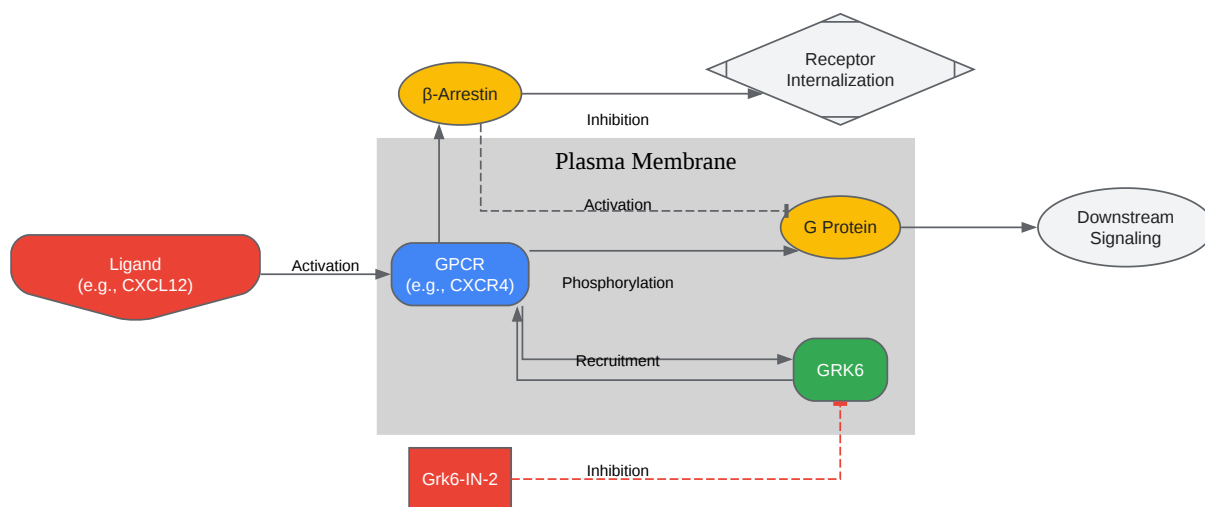 Receptor
Internalization
β-Arrestin
Inhibition
Plasma Membrane
Activation
G Protein
Downstream
Signaling
Ligand
(e.g., CXCL12)
Activation
GPCR
(e.g., CXCR4)
Phosphorylation
Recruitment
GRK6
Grk6-IN-2
Inhibition